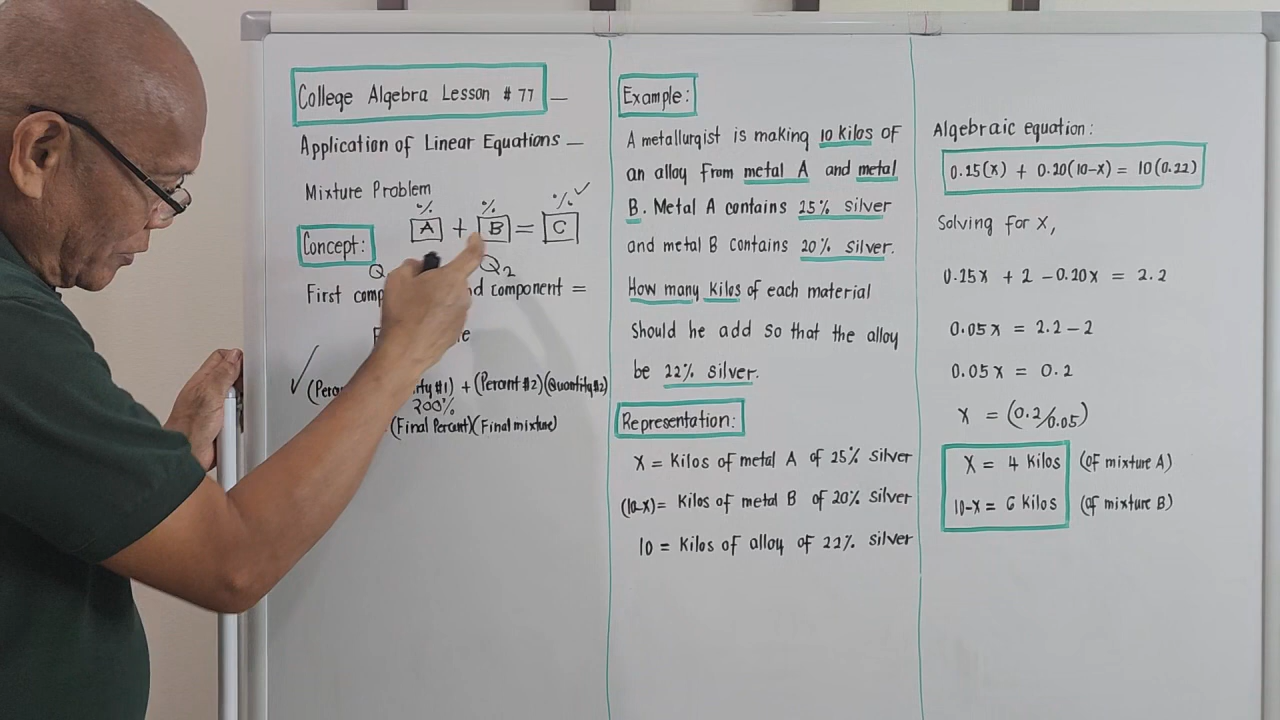 College Algebra Lesson # 77 —
Application of Linear Equations —
Mixture Problem
% % % ✓
A + B = C
Concept:
Q Q2
First component =
✓ (Percent #2)(Quantity #2)
200%
(Final Percent)(Final mixture)
Example:
A metallurgist is making 10 kilos of
an alloy from metal A and metal
B. Metal A contains 25% silver
and metal B contains 20% silver.
How many kilos of each material
should he add so that the alloy
be 22% silver.
Representation:
X = Kilos of metal A of 25% silver
(10-X) = Kilos of metal B of 20% silver
10 = Kilos of alloy of 22% silver
Algebraic equation:
0.25(X) + 0.20(10-X) = 10(0.22)
Solving for X,
0.25X + 2 - 0.20X = 2.2
0.05X = 2.2 - 2
0.05X = 0.2
X = (0.2/0.05)
X = 4 Kilos (of mixture A)
10-X = 6 Kilos (of mixture B)